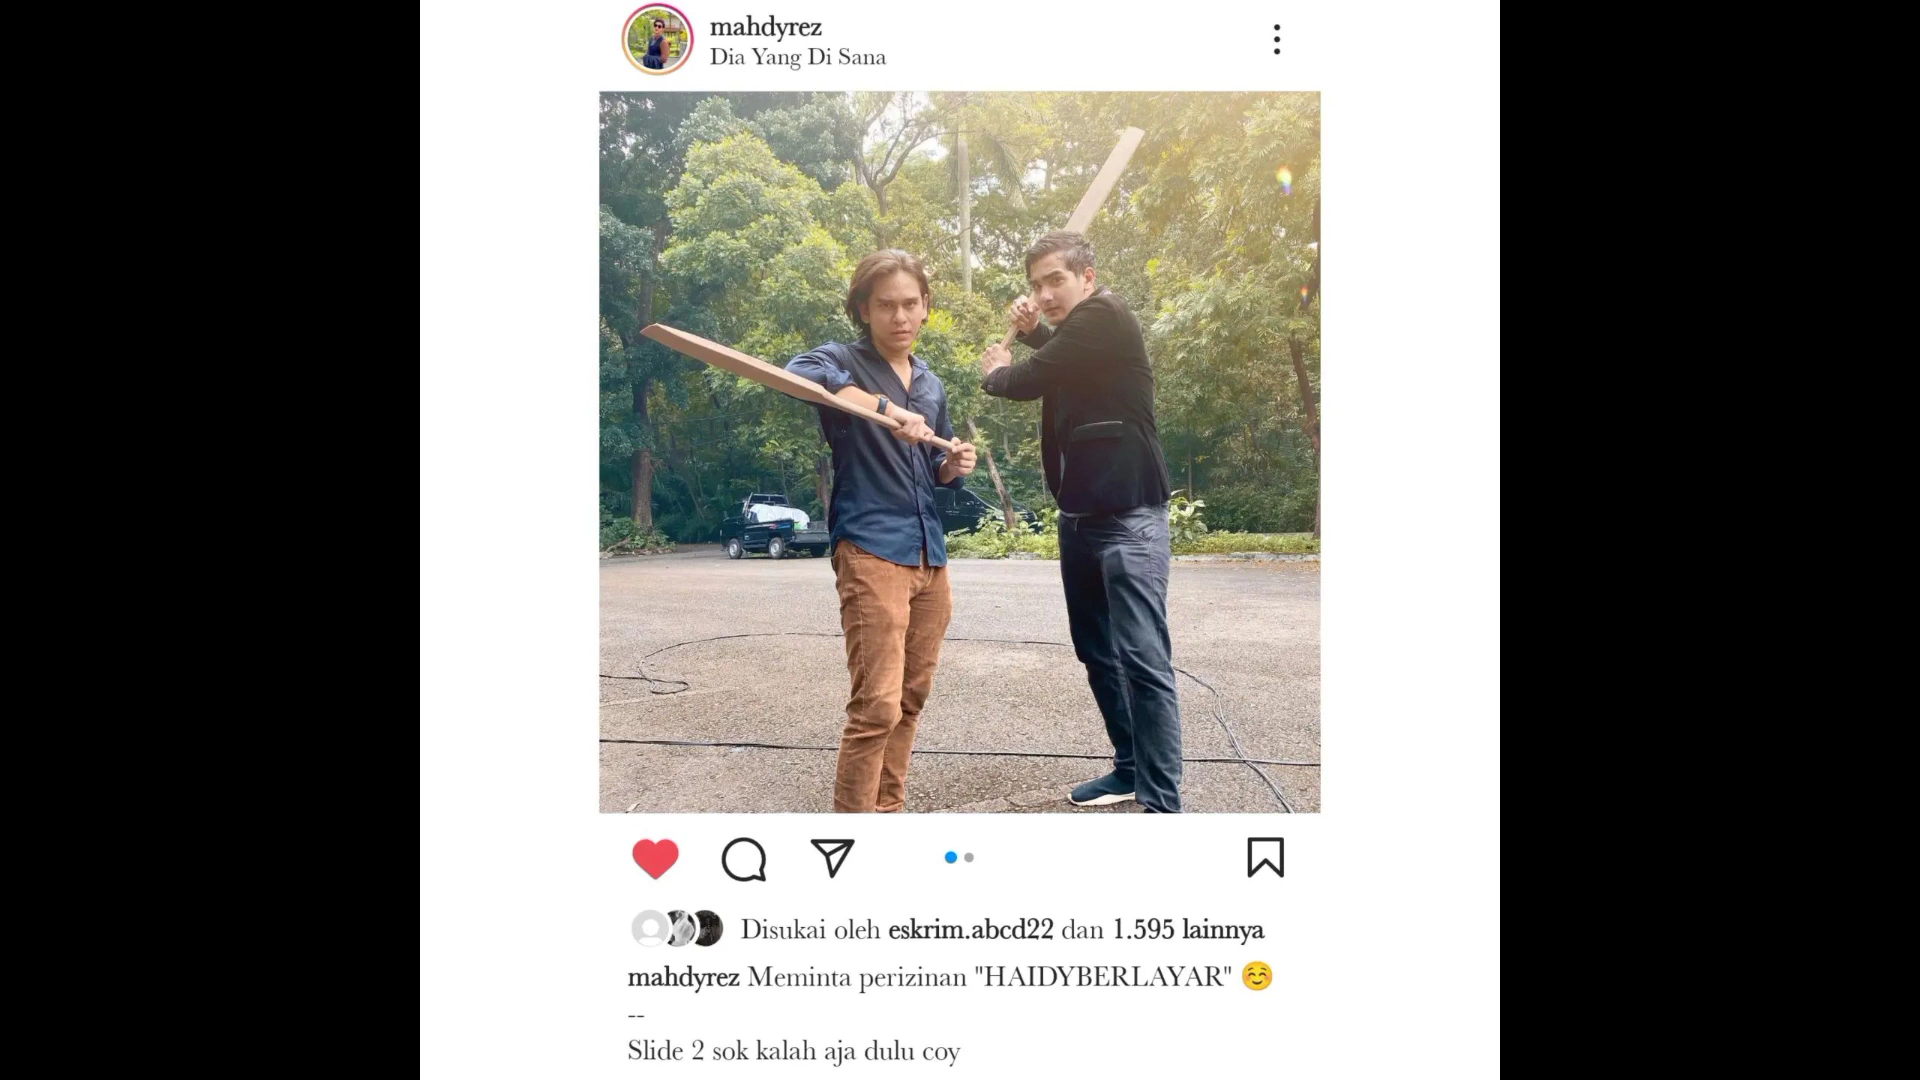 mahdyrez
Dia Yang Di Sana
Disukai oleh eskrim.abcd22 dan 1.595 lainnya
mahdyrez Meminta perizinan "HAIDYBERLAYAR" ☺️
--
Slide 2 sok kalah aja dulu coy